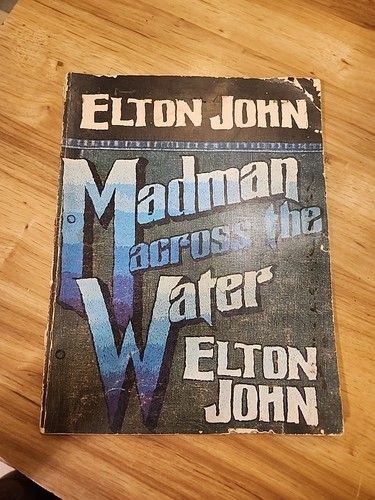 ELTON JOHN
Madman
across the
Water
ELTON
JOHN